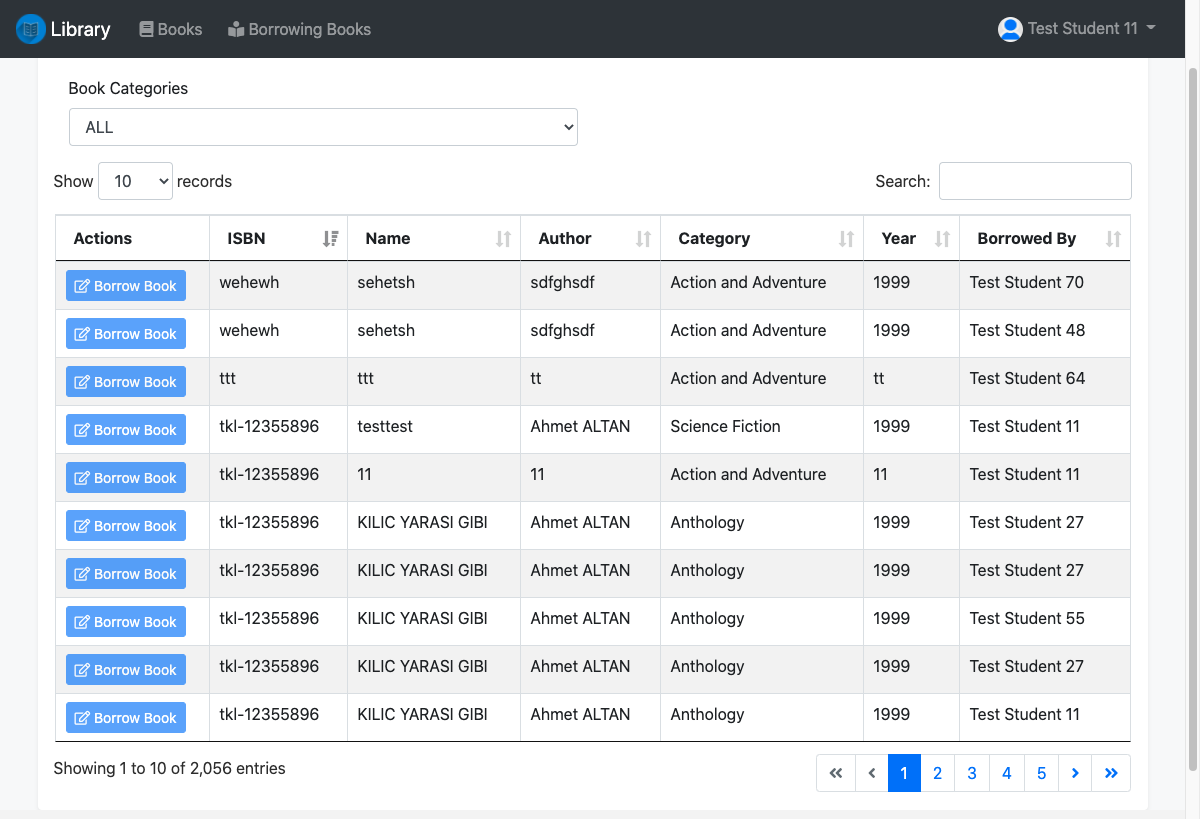 Library Books Borrowing Books Test Student 11
Book Categories
ALL
Show 10 records Search:
Actions ISBN Name Author Category Year Borrowed By
Borrow Book wehewh sehetsh sdfghsdf Action and Adventure 1999 Test Student 70
Borrow Book wehewh sehetsh sdfghsdf Action and Adventure 1999 Test Student 48
Borrow Book ttt ttt tt Action and Adventure tt Test Student 64
Borrow Book tkl-12355896 testtest Ahmet ALTAN Science Fiction 1999 Test Student 11
Borrow Book tkl-12355896 11 11 Action and Adventure 11 Test Student 11
Borrow Book tkl-12355896 KILIC YARASI GIBI Ahmet ALTAN Anthology 1999 Test Student 27
Borrow Book tkl-12355896 KILIC YARASI GIBI Ahmet ALTAN Anthology 1999 Test Student 27
Borrow Book tkl-12355896 KILIC YARASI GIBI Ahmet ALTAN Anthology 1999 Test Student 55
Borrow Book tkl-12355896 KILIC YARASI GIBI Ahmet ALTAN Anthology 1999 Test Student 27
Borrow Book tkl-12355896 KILIC YARASI GIBI Ahmet ALTAN Anthology 1999 Test Student 11
Showing 1 to 10 of 2,056 entries « ‹ 1 2 3 4 5 › »